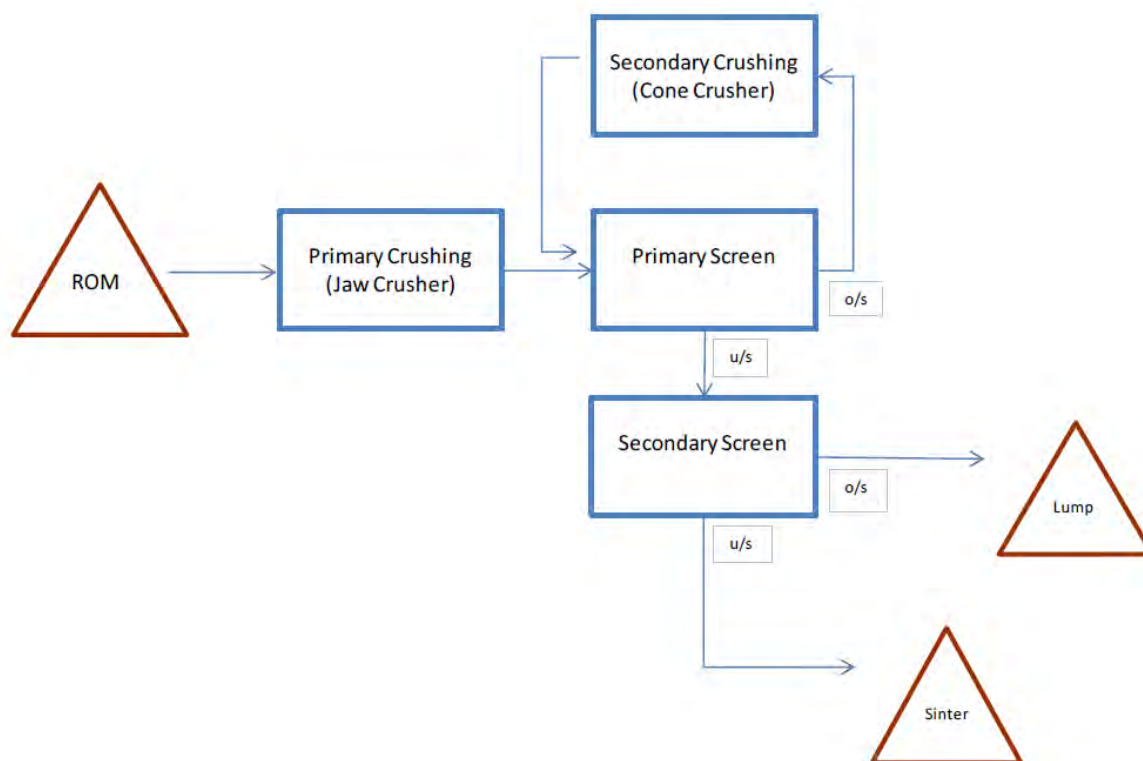 Secondary Crushing
(Cone Crusher)
ROM
Primary Crushing
(Jaw Crusher)
Primary Screen
o/s
u/s
Secondary Screen
o/s
u/s
Lump
Sinter